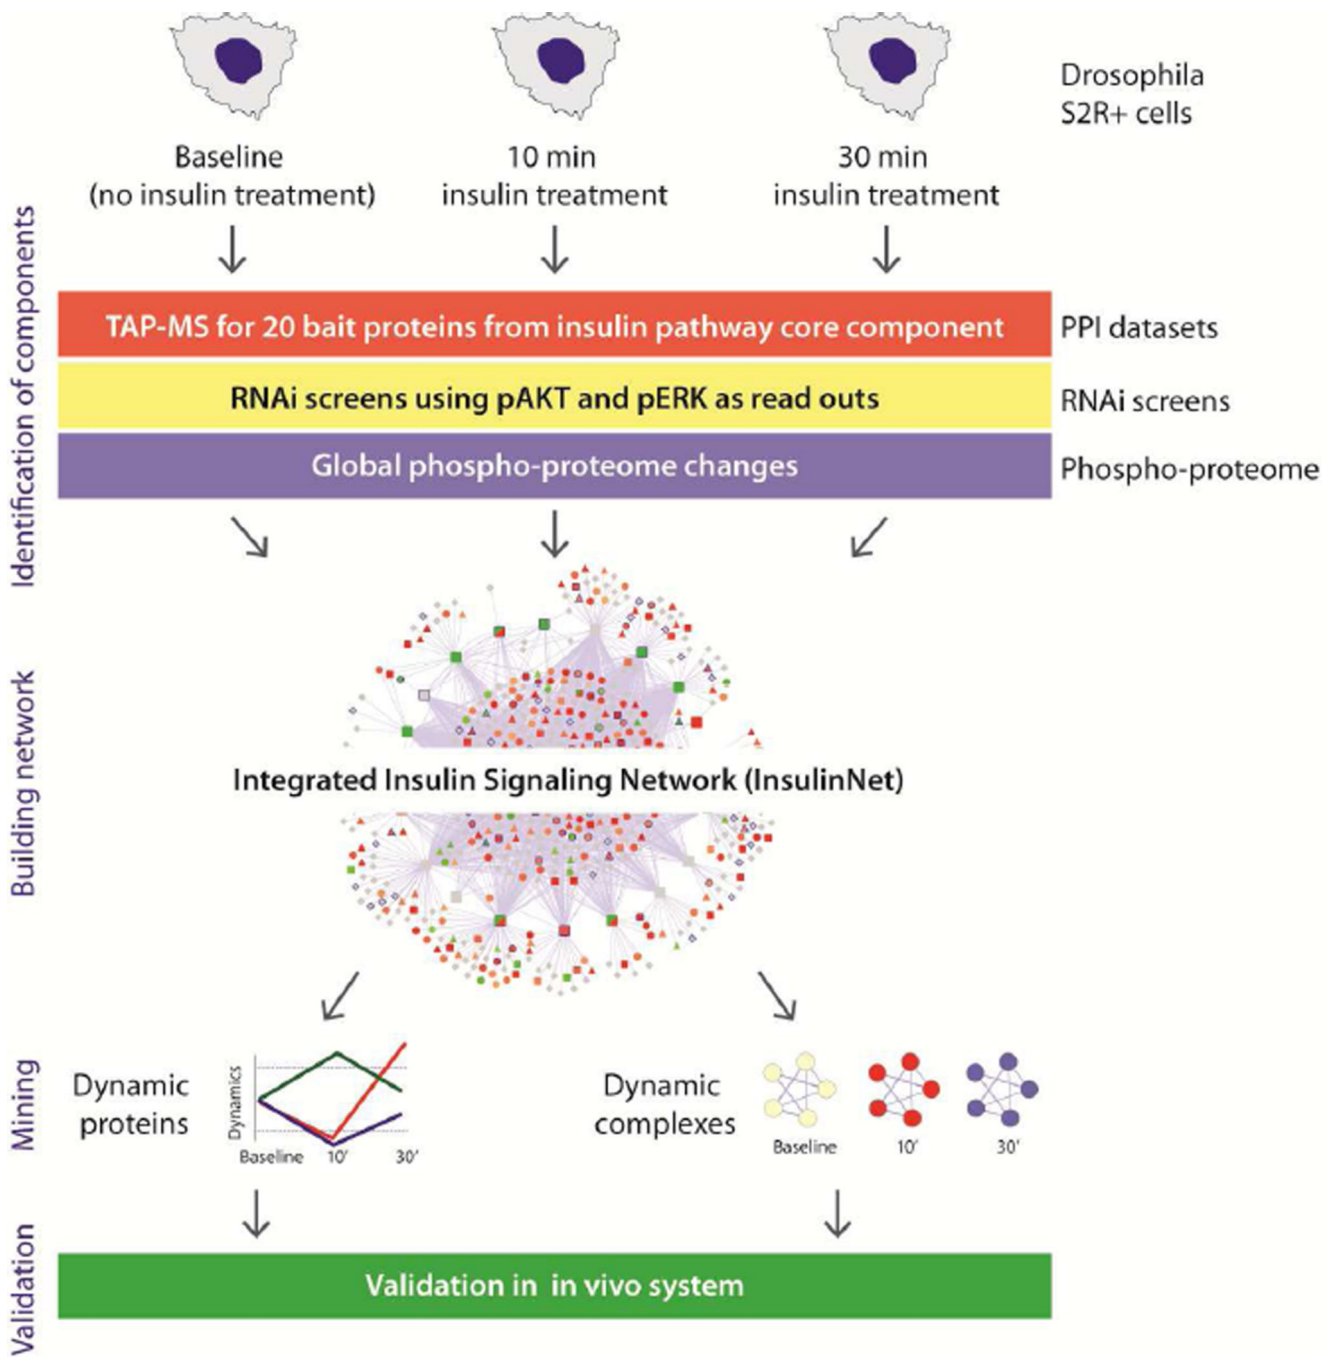 Drosophila
S2R+ cells
Baseline
(no insulin treatment)
10 min
insulin treatment
30 min
insulin treatment
Identification of components
TAP-MS for 20 bait proteins from insulin pathway core component
PPI datasets
RNAi screens using pAKT and pERK as read outs
RNAi screens
Global phospho-proteome changes
Phospho-proteome
Building network
Integrated Insulin Signaling Network (InsulinNet)
Mining
Dynamic
proteins
Dynamics
Baseline 10' 30'
Dynamic
complexes
Baseline 10' 30'
Validation
Validation in in vivo system